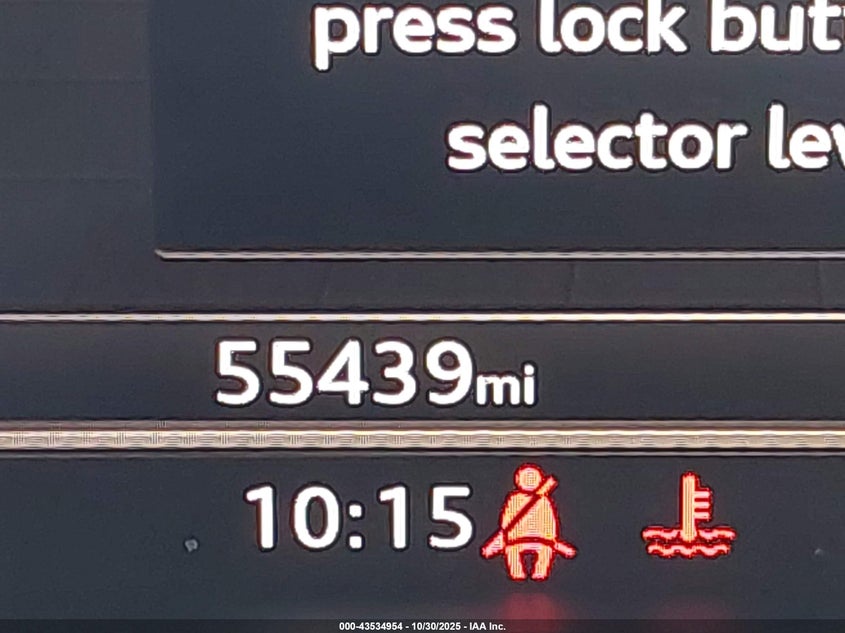 press lock
selector
55439mi
10:15
000-43534954 - 10/30/2025 - IAA Inc.